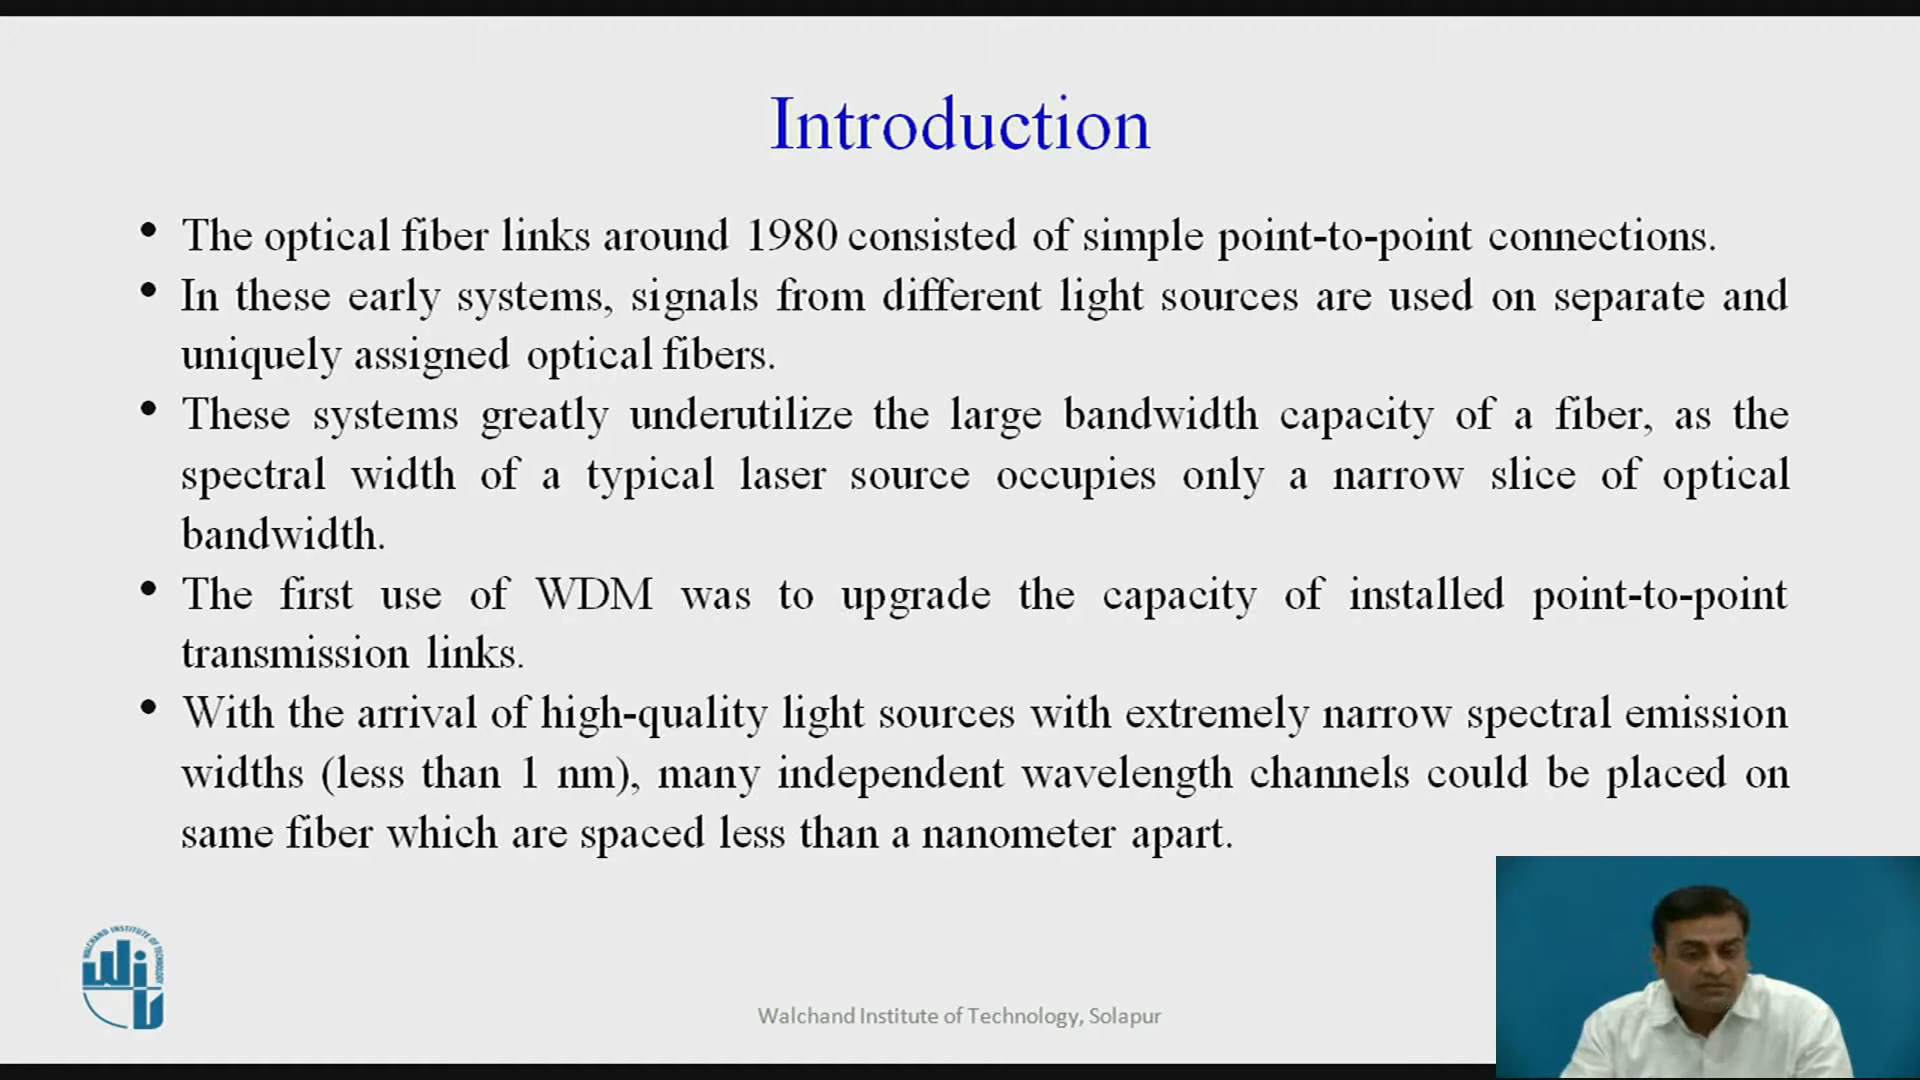 Introduction
• The optical fiber links around 1980 consisted of simple point-to-point connections.
• In these early systems, signals from different light sources are used on separate and
uniquely assigned optical fibers.
• These systems greatly underutilize the large bandwidth capacity of a fiber, as the
spectral width of a typical laser source occupies only a narrow slice of optical
bandwidth.
• The first use of WDM was to upgrade the capacity of installed point-to-point
transmission links.
• With the arrival of high-quality light sources with extremely narrow spectral emission
widths (less than 1 nm), many independent wavelength channels could be placed on
same fiber which are spaced less than a nanometer apart.
WALCHAND INSTITUTE OF TECHNOLOGY
WIT
Walchand Institute of Technology, Solapur